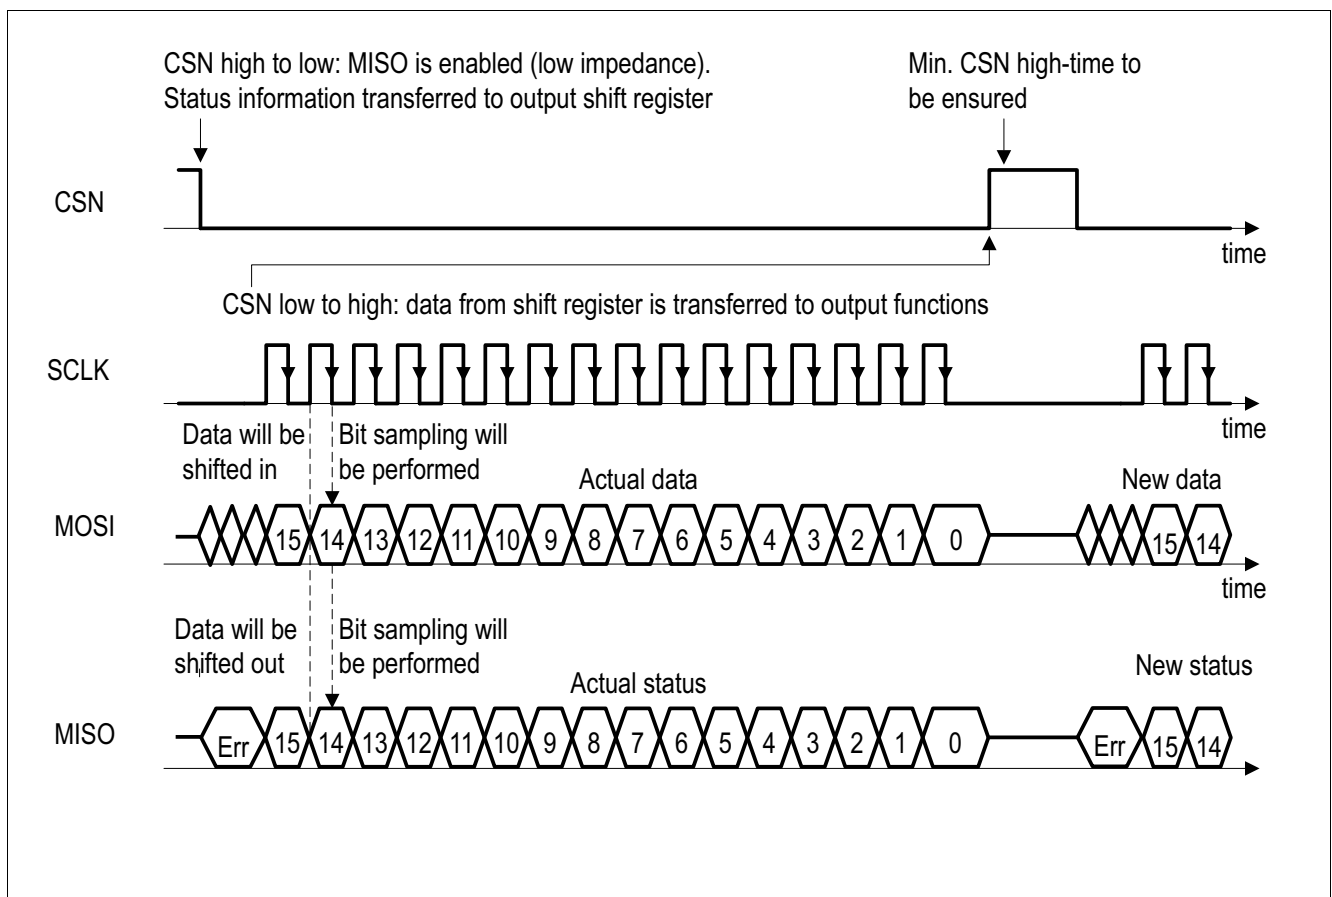 CSN high to low: MISO is enabled (low impedance).
Status information transferred to output shift register
Min. CSN high-time to
be ensured
CSN
time
CSN low to high: data from shift register is transferred to output functions
SCLK
time
Data will be
shifted in
Bit sampling will
be performed
Actual data
New data
MOSI
15 14 13 12 11 10 9 8 7 6 5 4 3 2 1 0 15 14
time
Data will be
shifted out
Bit sampling will
be performed
Actual status
New status
MISO
Err 15 14 13 12 11 10 9 8 7 6 5 4 3 2 1 0 Err 15 14